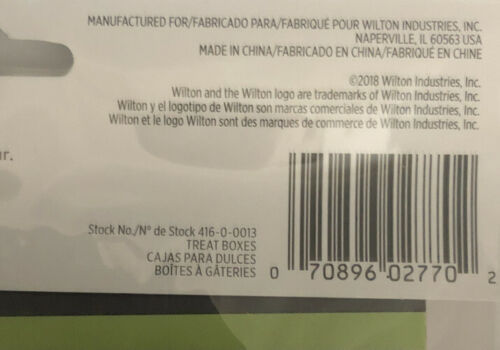 MANUFACTURED FOR/FABRICADO PARA/FABRIQUÉ POUR WILTON INDUSTRIES, INC.
NAPERVILLE, IL 60563 USA
MADE IN CHINA/FABRICADO EN CHINA/FABRIQUÉ EN CHINE
©2018 Wilton Industries, Inc.
Wilton and the Wilton logo are trademarks of Wilton Industries, Inc.
Wilton y el logotipo de Wilton son marcas comerciales de Wilton Industries, Inc.
Wilton et le logo Wilton sont des marques de commerce de Wilton Industries, Inc.
Stock No./N° de Stock 416-0-0013
TREAT BOXES
CAJAS PARA DULCES
BOÎTES À GÂTERIES
0 70896 02770 2